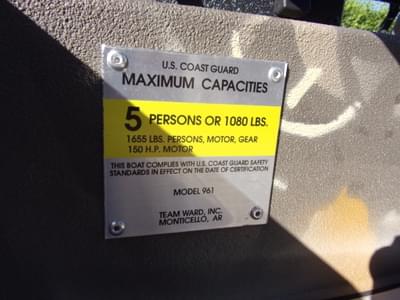 U.S. COAST GUARD
MAXIMUM CAPACITIES
5 PERSONS OR 1080 LBS.
1655 LBS. PERSONS, MOTOR, GEAR
150 H.P. MOTOR
THIS BOAT COMPLIES WITH U.S. COAST GUARD SAFETY
STANDARDS IN EFFECT ON THE DATE OF CERTIFICATION
MODEL 961
TEAM WARD, INC.
MONTICELLO, AR